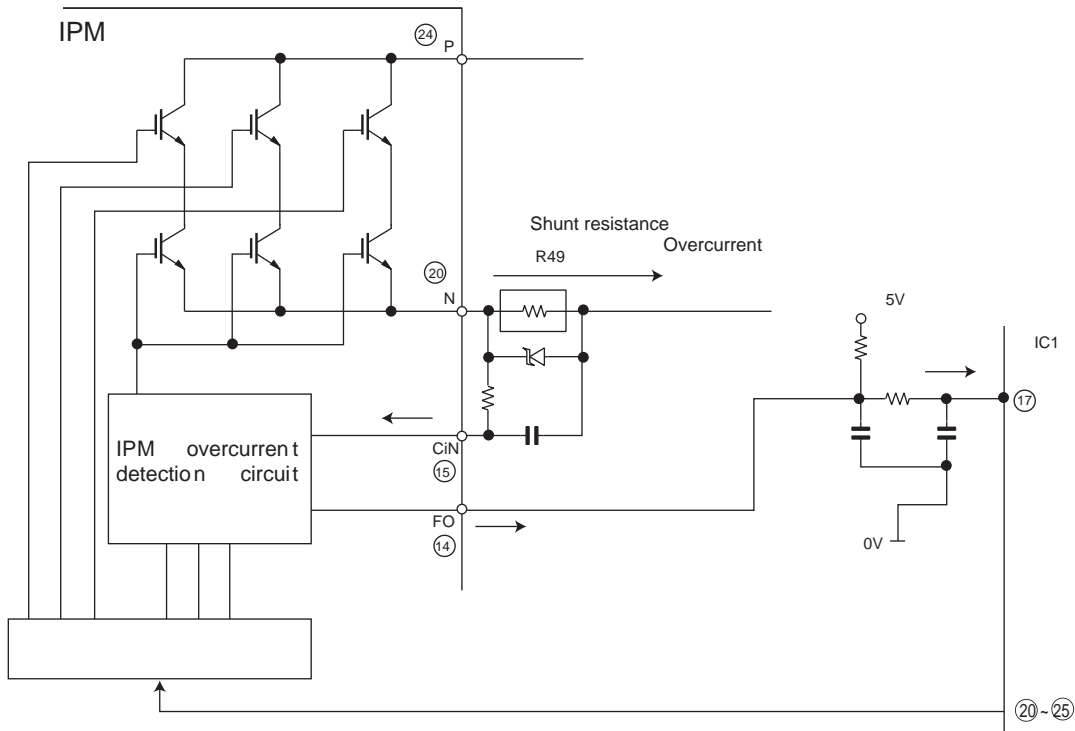 IPM
24
P
Shunt resistance
Overcurrent
R49
20
N
5V
IC1
17
IPM overcurrent
detection circuit
CiN
15
FO
14
0V
20 ~ 25